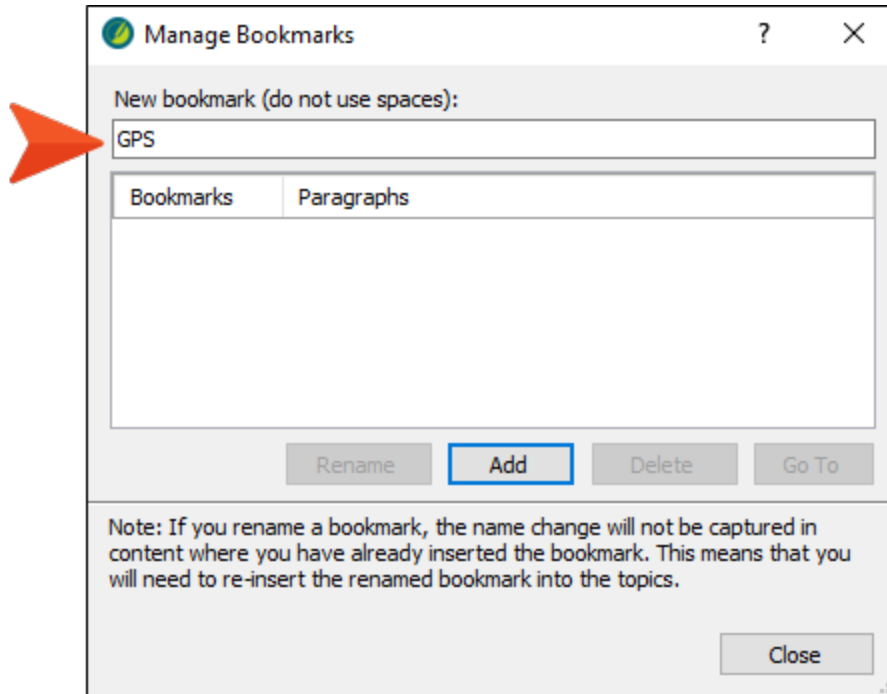 Manage Bookmarks ? ×
New bookmark (do not use spaces):
GPS
Bookmarks Paragraphs
Rename Add Delete Go To
Note: If you rename a bookmark, the name change will not be captured in
content where you have already inserted the bookmark. This means that you
will need to re-insert the renamed bookmark into the topics.
Close